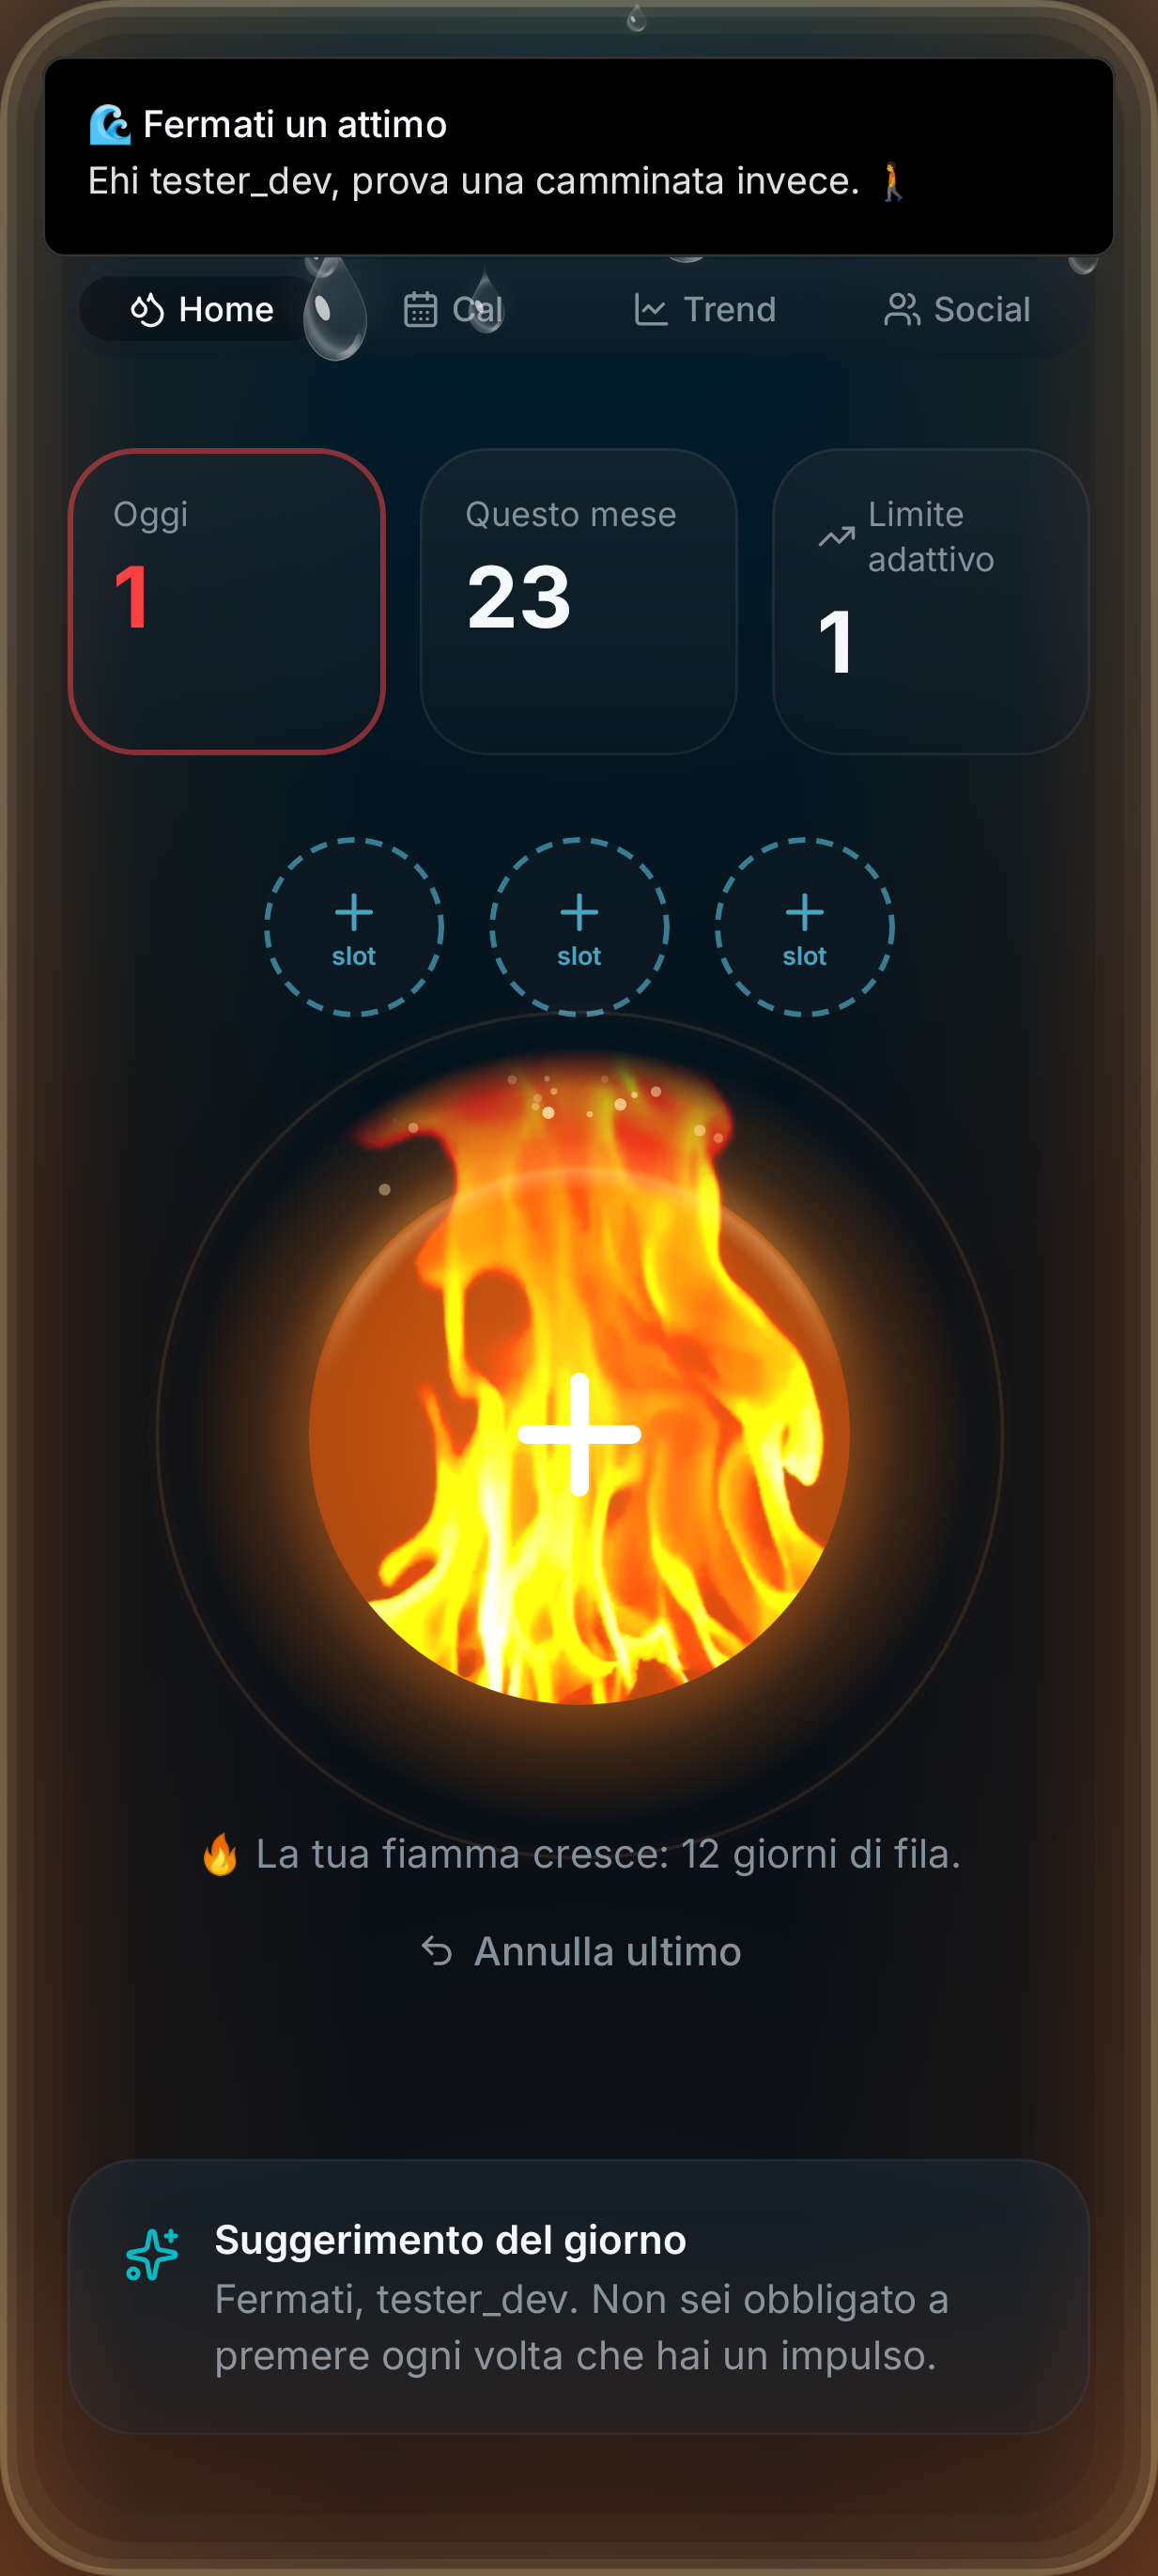 🌊 Fermati un attimo
Ehi tester_dev, prova una camminata invece. 🚶
Home
Cal
Trend
Social
Oggi
1
Questo mese
23
Limite
adattivo
1
slot
slot
slot
🔥 La tua fiamma cresce: 12 giorni di fila.
Annulla ultimo
Suggerimento del giorno
Fermati, tester_dev. Non sei obbligato a
premere ogni volta che hai un impulso.